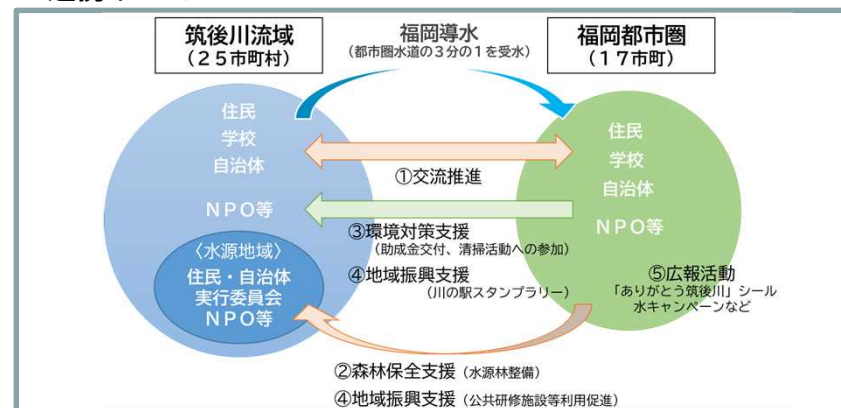 筑後川流域
（２５市町村）
福岡導水
（都市圏水道の３分の１を受水）
福岡都市圏
（１７市町）
住民
学校
自治体
ＮＰＯ等
〈水源地域〉
住民・自治体
実行委員会
ＮＰＯ等
①交流推進
③環境対策支援
（助成金交付、清掃活動への参加）
④地域振興支援
（川の駅スタンプラリー）
住民
学校
自治体
ＮＰＯ等
⑤広報活動
「ありがとう筑後川」シール
水キャンペーンなど
②森林保全支援（水源林整備）
④地域振興支援（公共研修施設等利用促進）